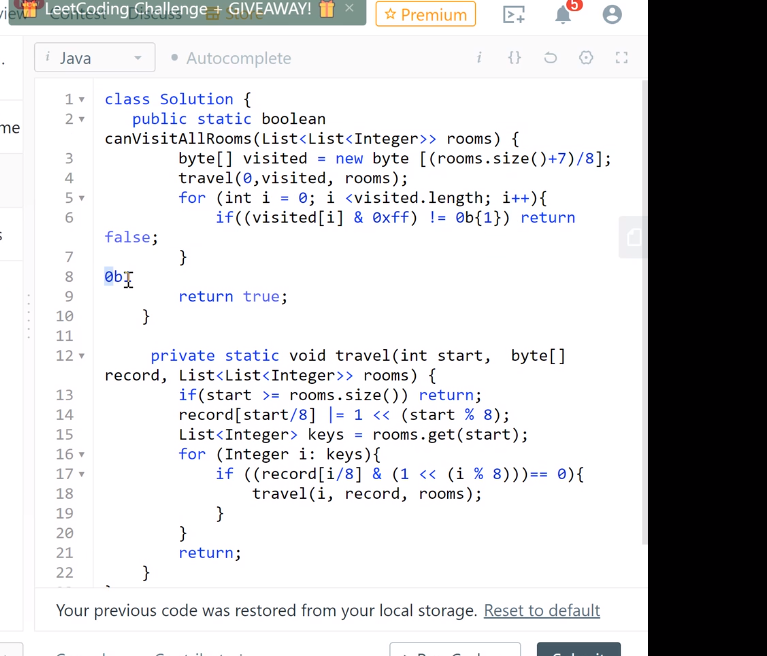 Contest Discuss Store
LeetCoding Challenge + GIVEAWAY! ×
Premium
5
i Java
Autocomplete
i {}
me
s
1 class Solution {
2 public static boolean
canVisitAllRooms(List<List<Integer>> rooms) {
3 byte[] visited = new byte [(rooms.size()+7)/8];
4 travel(0,visited, rooms);
5 for (int i = 0; i <visited.length; i++){
6 if((visited[i] & 0xff) != 0b{1}) return
false;
7 }
8 0b
9 return true;
10 }
11
12 private static void travel(int start, byte[]
record, List<List<Integer>> rooms) {
13 if(start >= rooms.size()) return;
14 record[start/8] |= 1 << (start % 8);
15 List<Integer> keys = rooms.get(start);
16 for (Integer i: keys){
17 if ((record[i/8] & (1 << (i % 8)))== 0){
18 travel(i, record, rooms);
19 }
20 }
21 return;
22 }
Your previous code was restored from your local storage. Reset to default